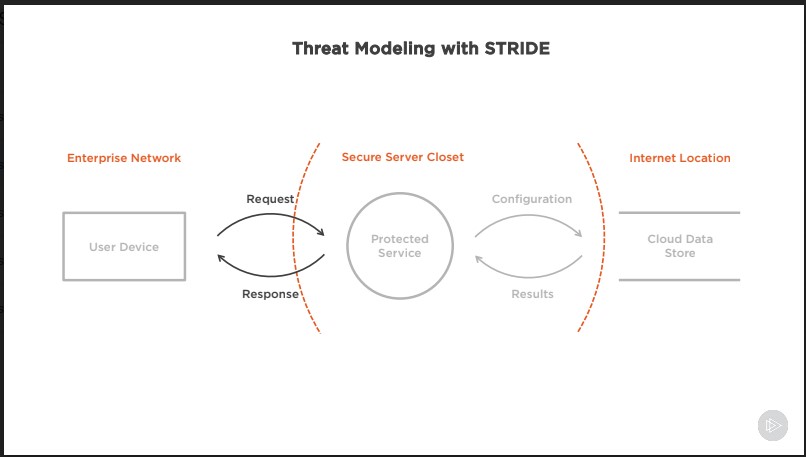 Threat Modeling with STRIDE
Enterprise Network
Secure Server Closet
Internet Location
Request
Configuration
User Device
Protected
Service
Cloud Data
Store
Response
Results